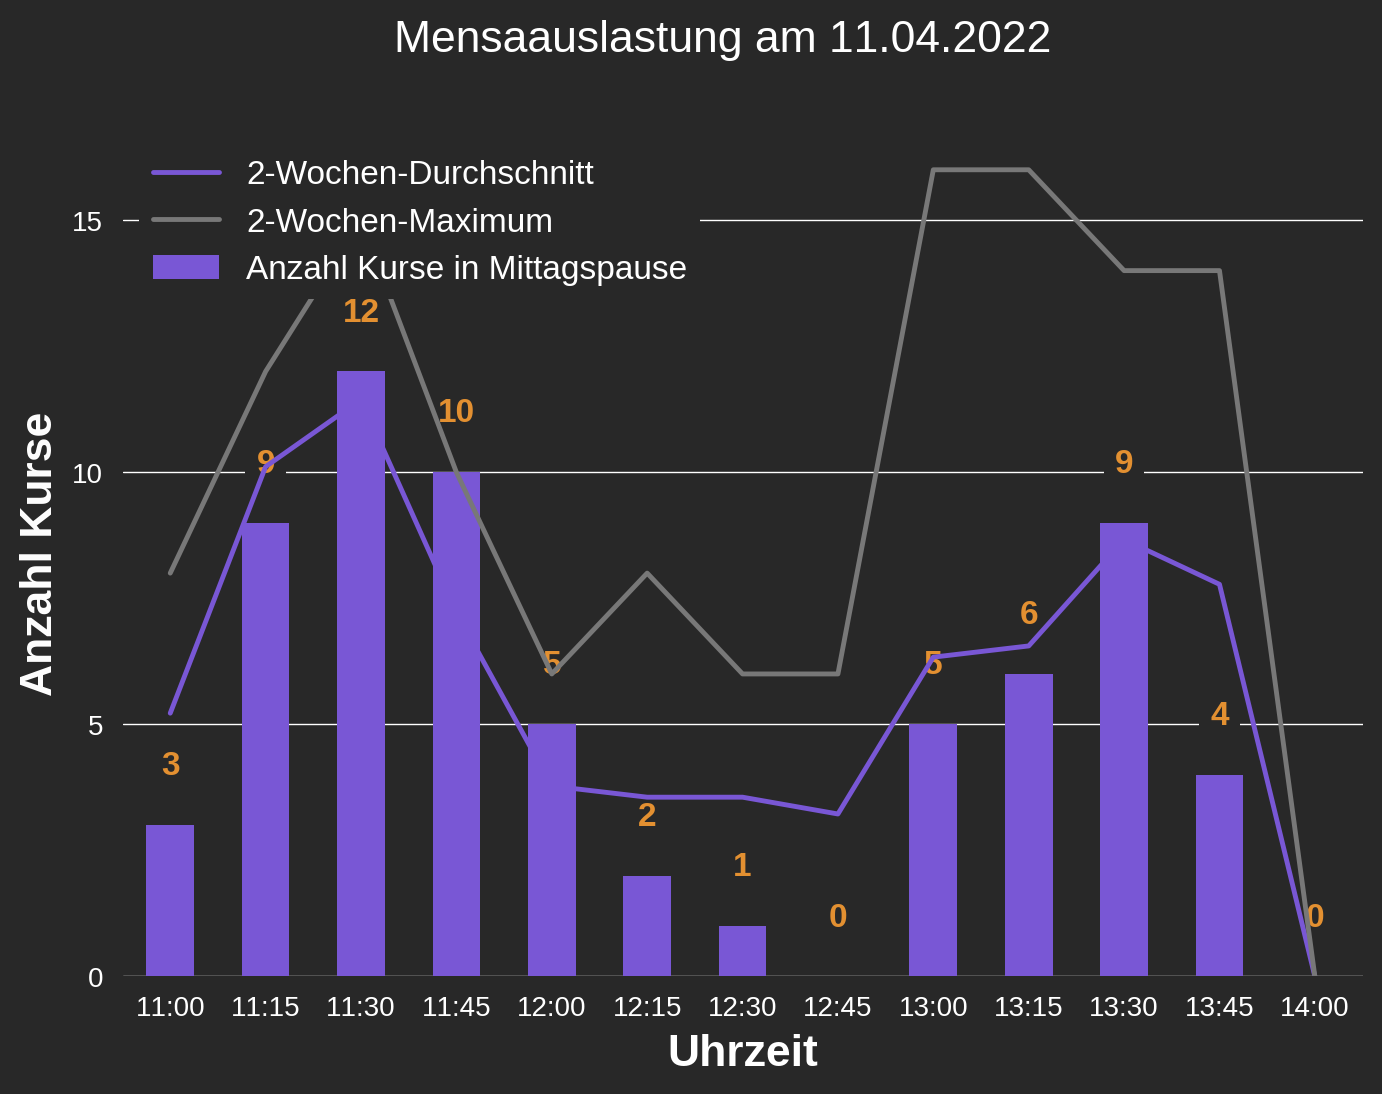 Mensaauslastung am 11.04.2022
2-Wochen-Durchschnitt
2-Wochen-Maximum
Anzahl Kurse in Mittagspause
15
10
5
0
Anzahl Kurse
3
9
12
10
5
2
1
0
5
6
9
4
0
11:00 11:15 11:30 11:45 12:00 12:15 12:30 12:45 13:00 13:15 13:30 13:45 14:00
Uhrzeit